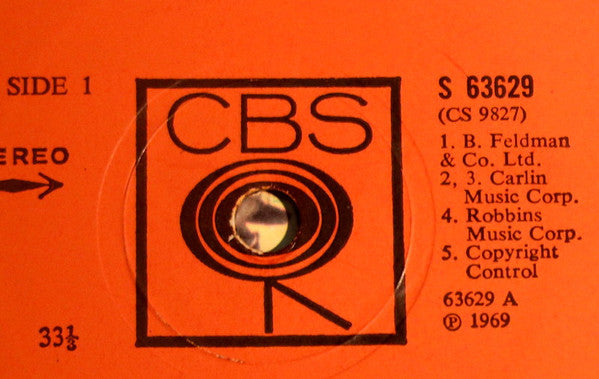 SIDE 1
CBS
S 63629
(CS 9827)
1. B. Feldman
& Co. Ltd.
2, 3. Carlin
Music Corp.
4. Robbins
Music Corp.
5. Copyright
Control
63629 A
℗ 1969
TEREO
33⅓